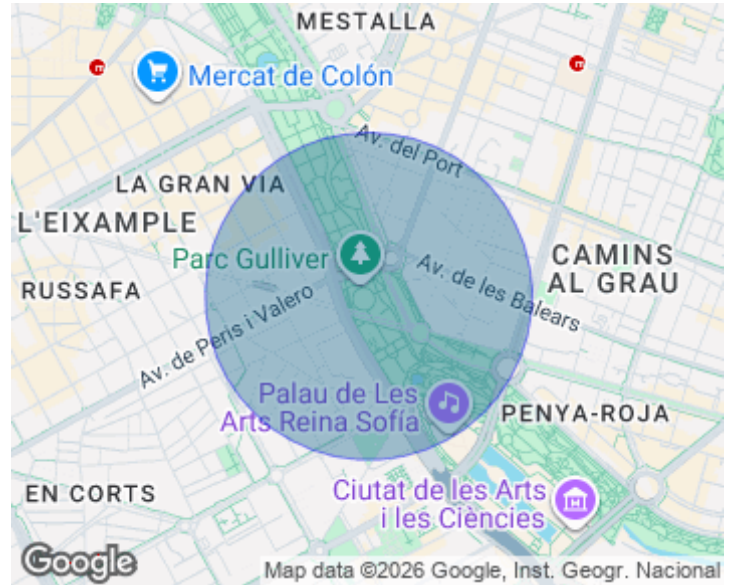 MESTALLA
Mercat de Colón
Av. del Port
LA GRAN VIA
L'EIXAMPLE
Parc Gulliver
CAMINS
AL GRAU
RUSSAFA
Av. de les Balears
Av. de Peris i Valero
Palau de Les
Arts Reina Sofía
PENYA-ROJA
EN CORTS
Ciutat de les Arts
i les Ciències
Google
Map data ©2026 Google, Inst. Geogr. Nacional